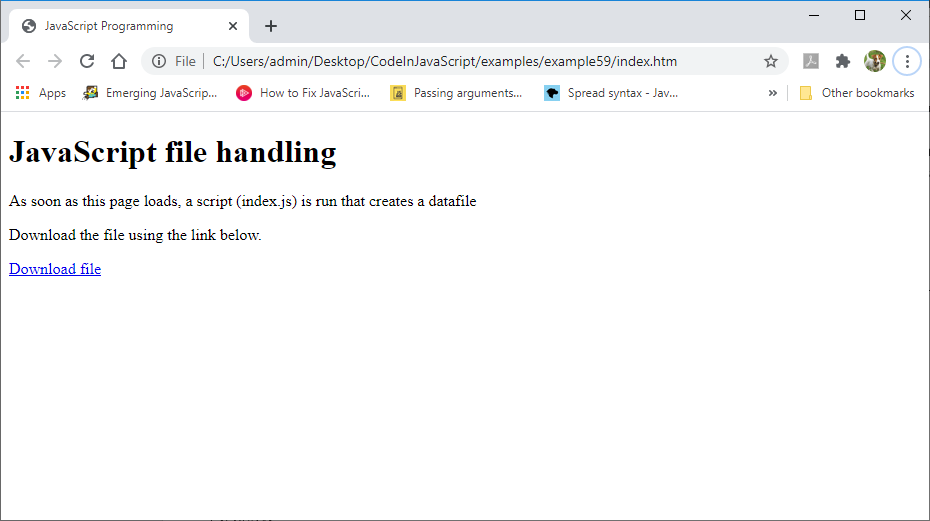 JavaScript Programming
File
C:/Users/admin/Desktop/CodeInJavaScript/examples/example59/index.htm
Apps
Emerging JavaScrip...
How to Fix JavaScri...
Passing arguments...
Spread syntax - Jav...
»
Other bookmarks
JavaScript file handling
As soon as this page loads, a script (index.js) is run that creates a datafile
Download the file using the link below.
Download file